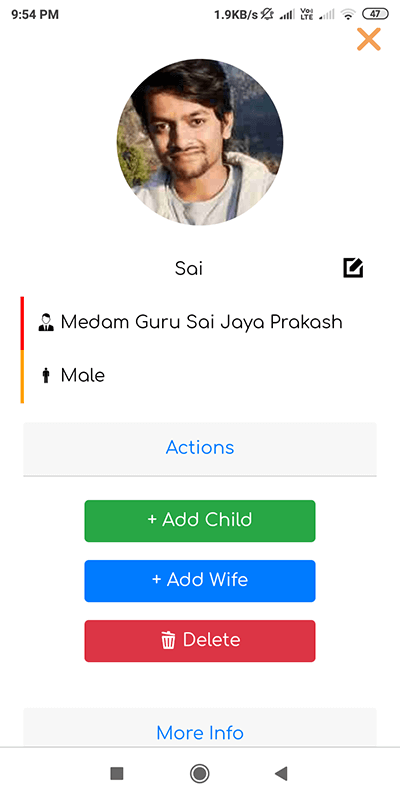 9:54 PM 1.9KB/s Vo) LTE 47
Sai
Medam Guru Sai Jaya Prakash
Male
Actions
+ Add Child
+ Add Wife
Delete
More Info